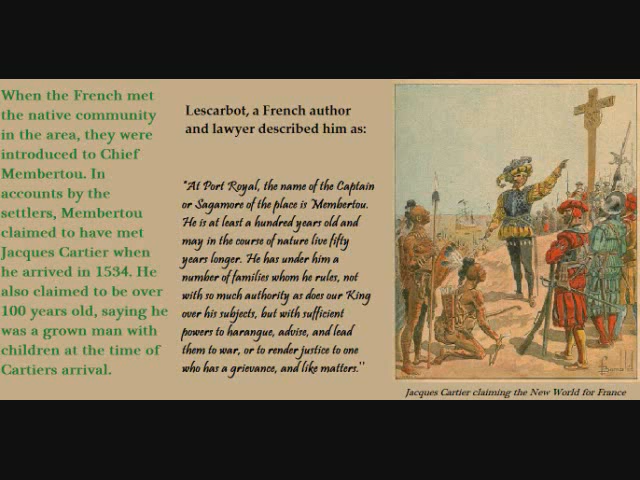 When the French met
the native community
in the area, they were
introduced to Chief
Membertou. In
accounts by the
settlers, Membertou
claimed to have met
Jacques Cartier when
he arrived in 1534. He
also claimed to be over
100 years old, saying he
was a grown man with
children at the time of
Cartiers arrival.
Lescarbot, a French author
and lawyer described him as:
"At Port Royal, the name of the Captain
or Sagamore of the place is Membertou.
He is at least a hundred years old and
may in the course of nature live fifty
years longer. He has under him a
number of families whom he rules, not
with so much authority as does our King
over his subjects, but with sufficient
powers to harangue, advise, and lead
them to war, or to render justice to one
who has a grievance, and like matters."
Jacques Cartier claiming the New World for France